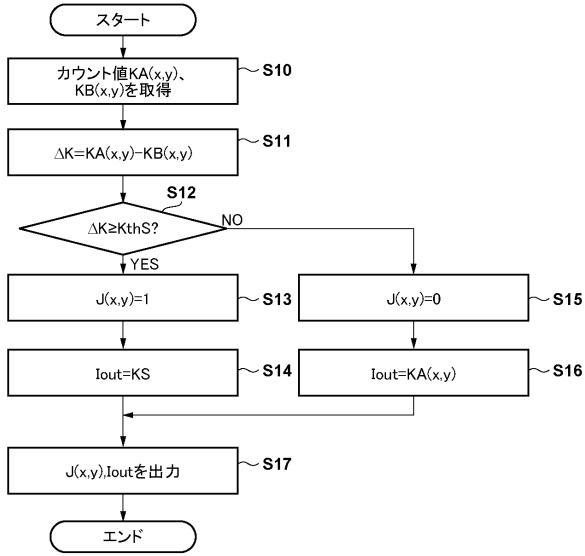 スタート
カウント値KA(x,y)、
KB(x,y)を取得
S10
ΔK=KA(x,y)-KB(x,y)
S11
S12
ΔK≥KthS?
NO
YES
J(x,y)=1
S13
J(x,y)=0
S15
Iout=KS
S14
Iout=KA(x,y)
S16
J(x,y),Ioutを出力
S17
エンド